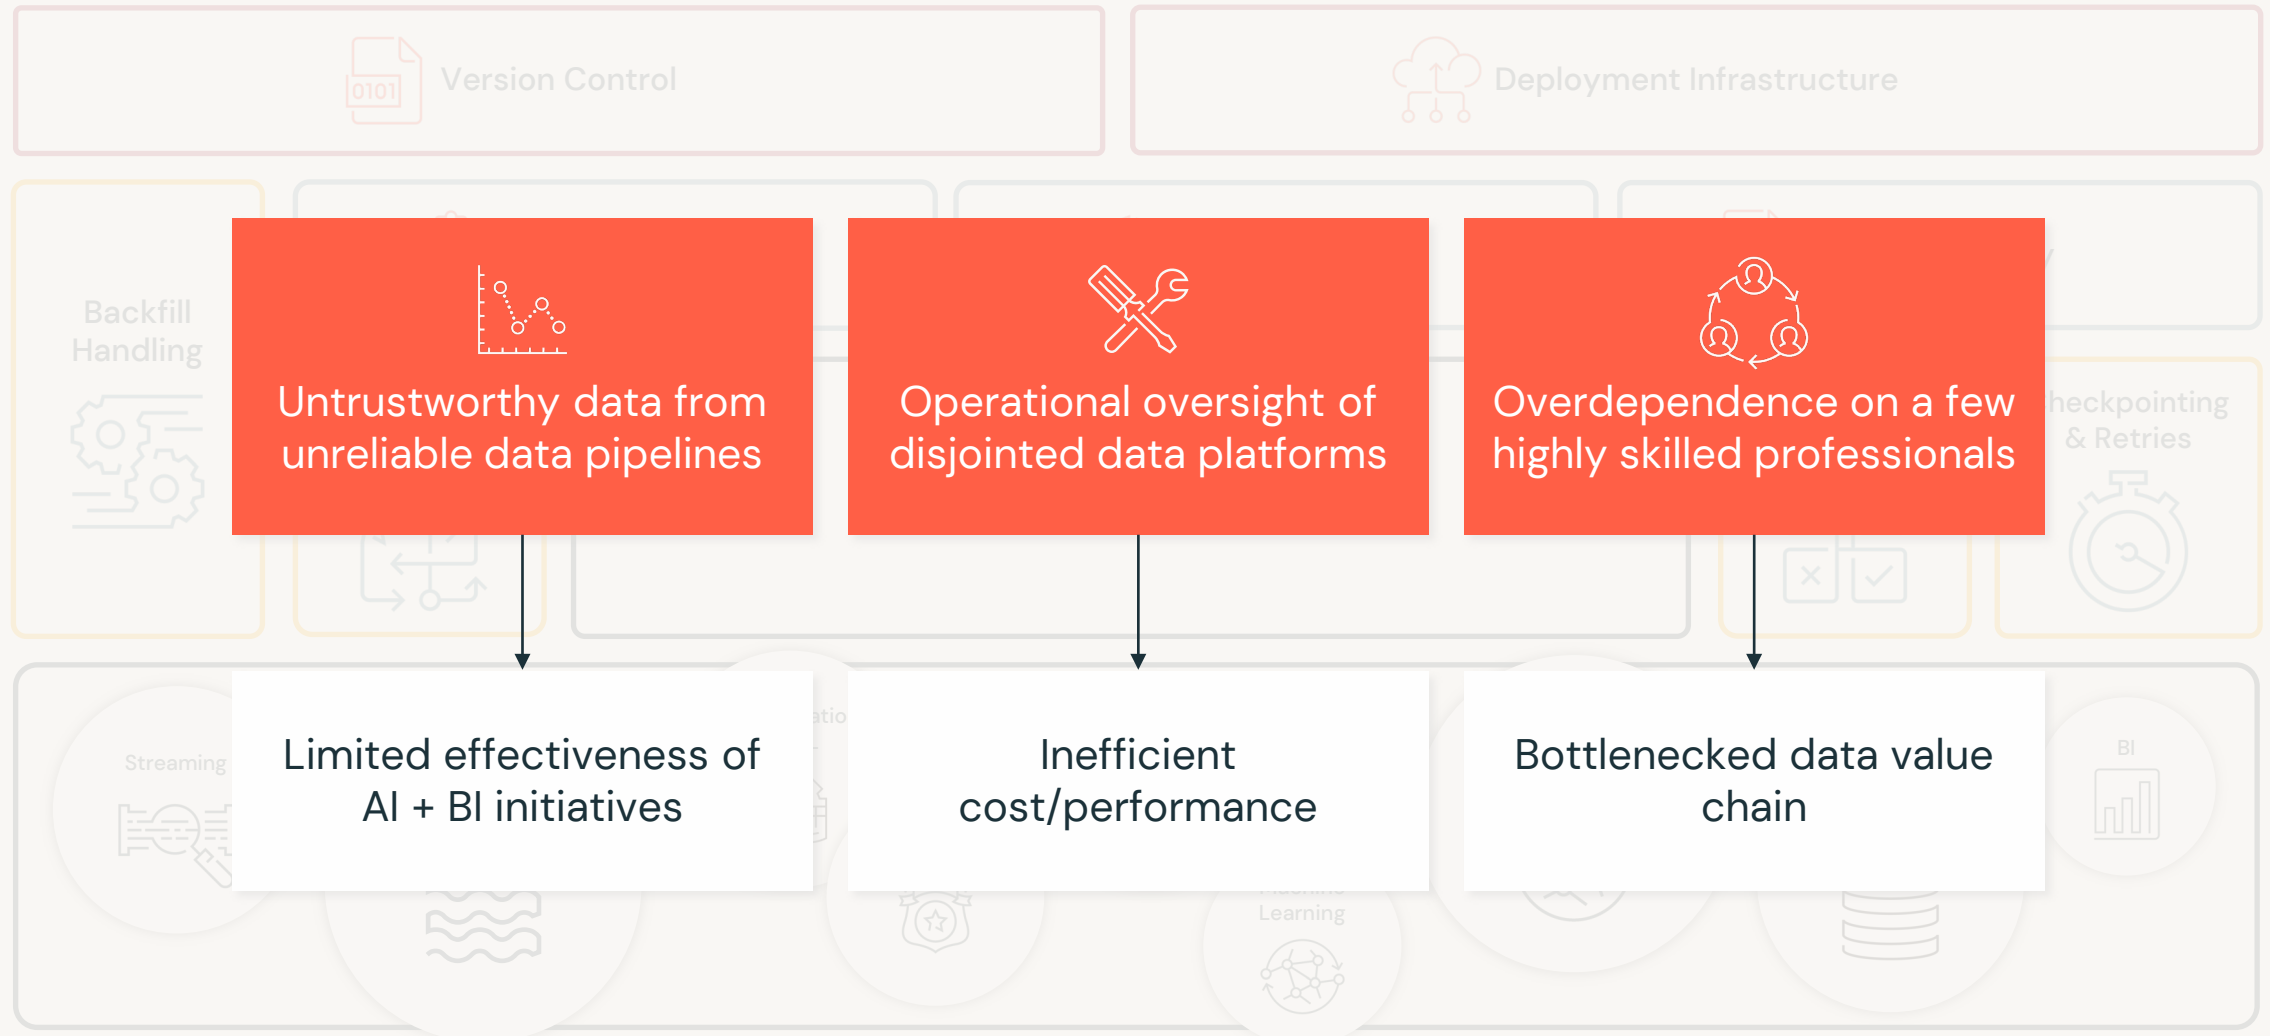 0101
Version Control
Deployment Infrastructure
Backfill
Handling
Untrustworthy data from
unreliable data pipelines
Operational oversight of
disjointed data platforms
Overdependence on a few
highly skilled professionals
& Retries
Limited effectiveness of
AI + BI initiatives
Inefficient
cost/performance
Bottlenecked data value
chain
Streaming
BI
Learning